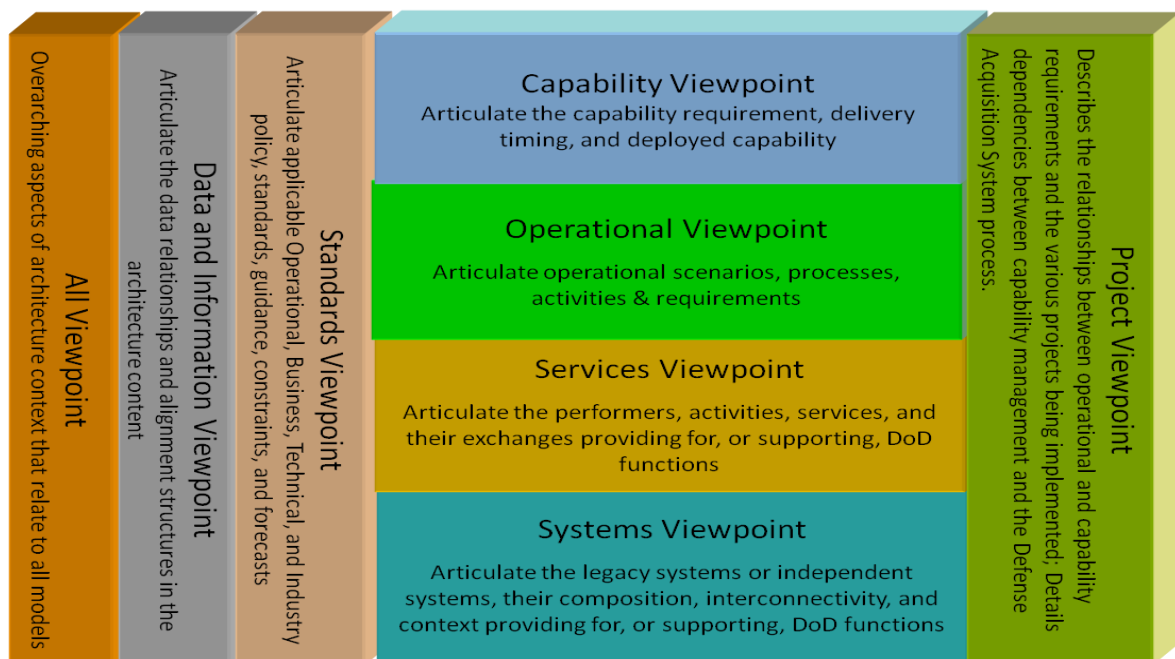 All Viewpoint
Overarching aspects of architecture context that relate to all models
Data and Information Viewpoint
Articulate the data relationships and alignment structures in the
architecture content
Standards Viewpoint
Articulate applicable Operational, Business, Technical, and Industry
policy, standards, guidance, constraints, and forecasts
Capability Viewpoint
Articulate the capability requirement, delivery
timing, and deployed capability
Operational Viewpoint
Articulate operational scenarios, processes,
activities & requirements
Services Viewpoint
Articulate the performers, activities, services, and
their exchanges providing for, or supporting, DoD
functions
Systems Viewpoint
Articulate the legacy systems or independent
systems, their composition, interconnectivity, and
context providing for, or supporting, DoD functions
Project Viewpoint
Describes the relationships between operational and capability
requirements and the various projects being implemented; Details
dependencies between capability management and the Defense
Acquisition System process.